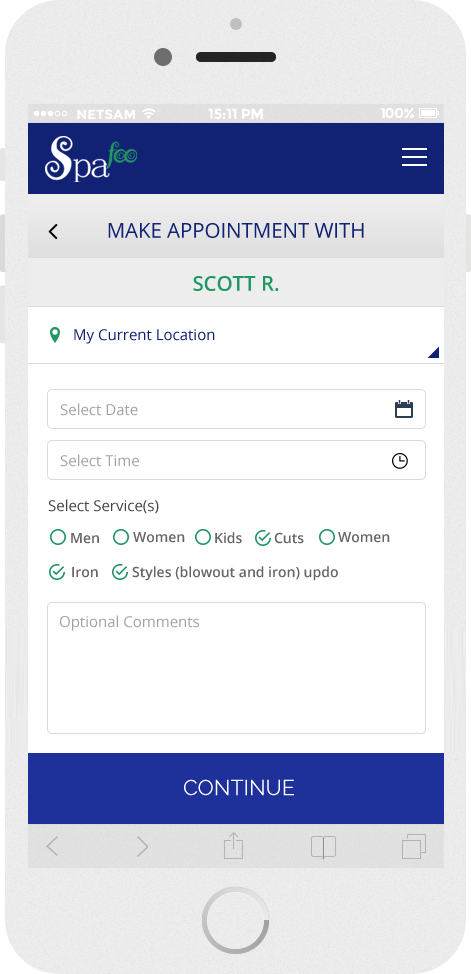 NETSAM 15:11 PM 100%
Spa foo
MAKE APPOINTMENT WITH
SCOTT R.
My Current Location
Select Date
Select Time
Select Service(s)
Men Women Kids Cuts Women
Iron Styles (blowout and iron) updo
Optional Comments
CONTINUE